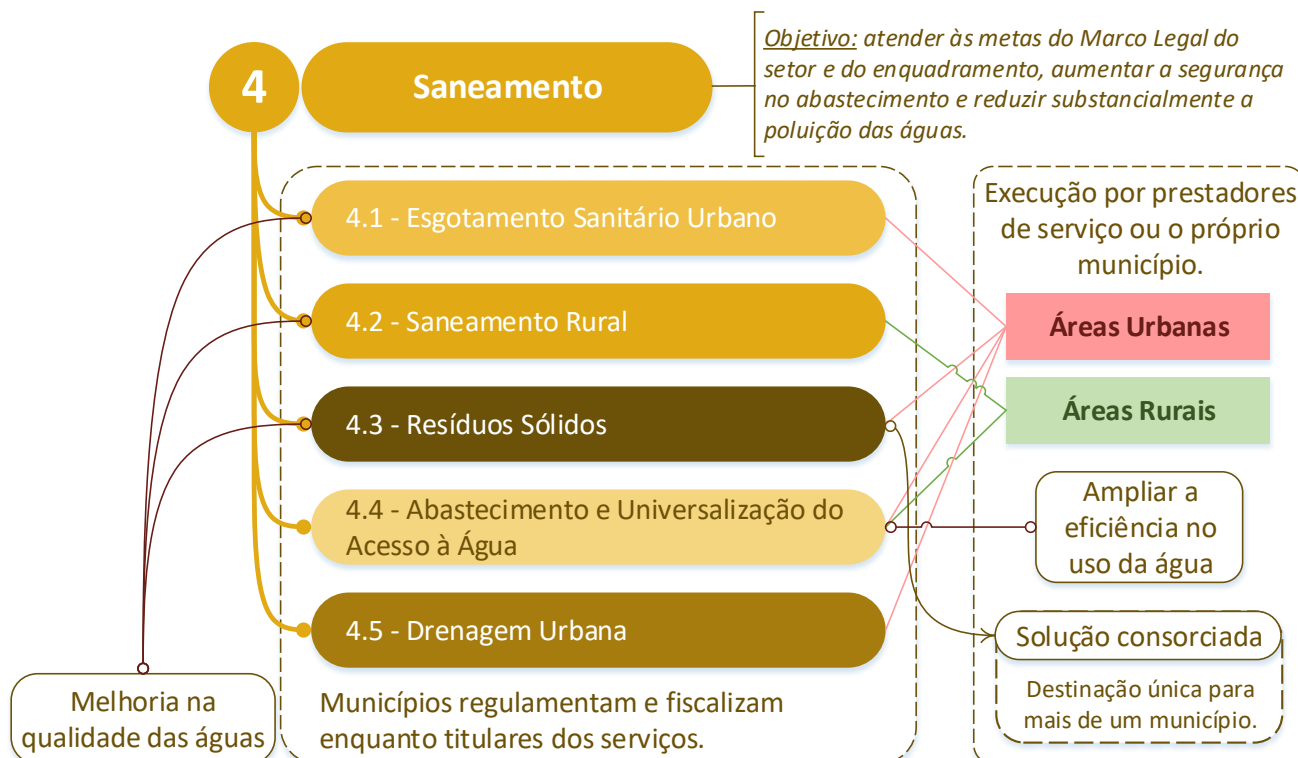 4
Saneamento
Objetivo: atender às metas do Marco Legal do
setor e do enquadramento, aumentar a segurança
no abastecimento e reduzir substancialmente a
poluição das águas.
4.1 - Esgotamento Sanitário Urbano
4.2 - Saneamento Rural
4.3 - Resíduos Sólidos
4.4 - Abastecimento e Universalização do
Acesso à Água
4.5 - Drenagem Urbana
Municípios regulamentam e fiscalizam
enquanto titulares dos serviços.
Melhoria na
qualidade das águas
Execução por prestadores
de serviço ou o próprio
município.
Áreas Urbanas
Áreas Rurais
Ampliar a
eficiência no
uso da água
Solução consorciada
Destinação única para
mais de um município.